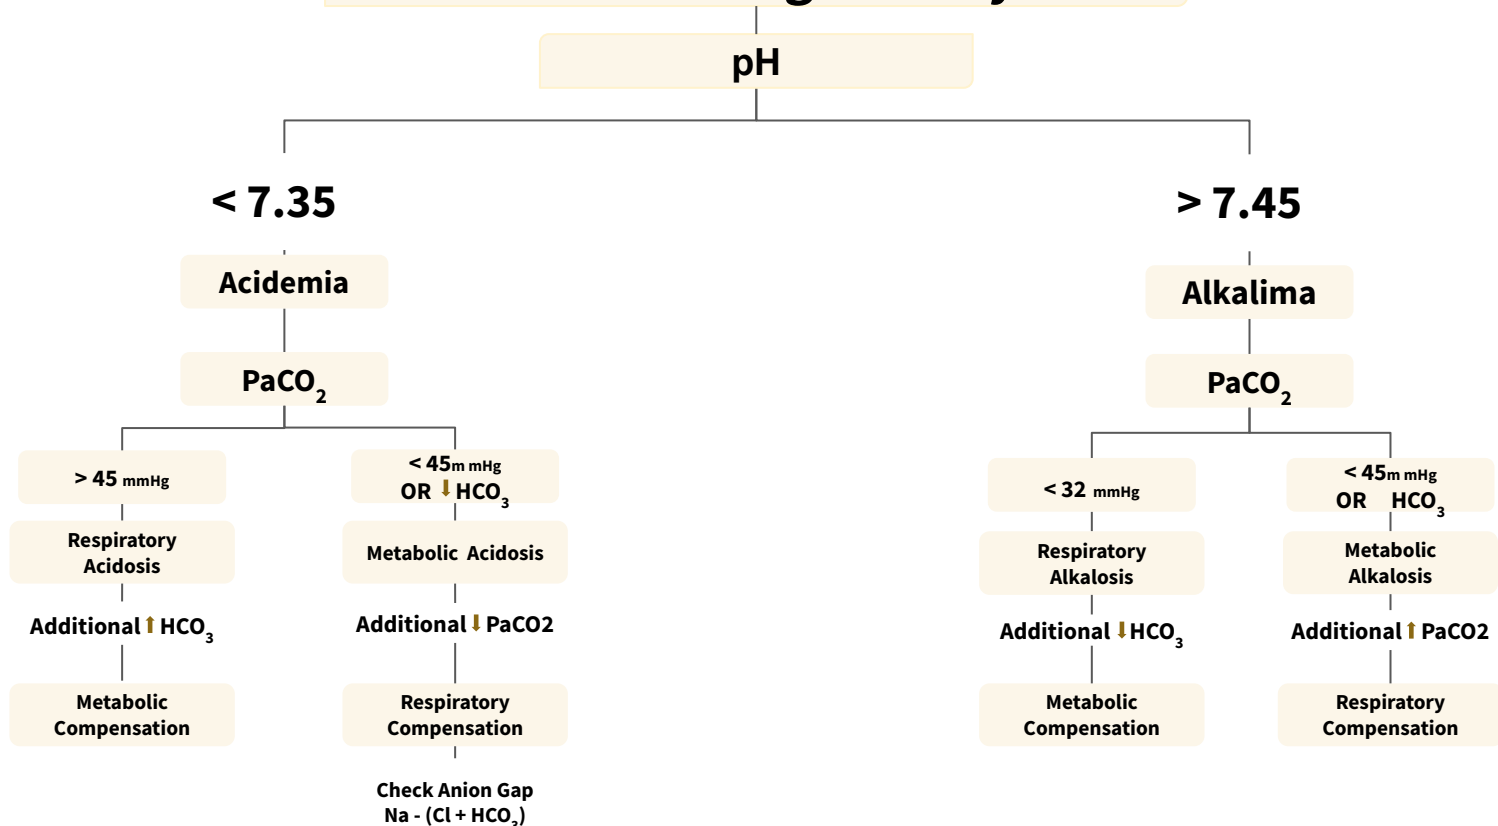 pH
< 7.35
> 7.45
Acidemia
Alkalima
PaCO₂
PaCO₂
> 45 mmHg
< 45m mHg
OR ⬇ HCO₃
< 32 mmHg
< 45m mHg
OR HCO₃
Respiratory
Acidosis
Metabolic Acidosis
Respiratory
Alkalosis
Metabolic
Alkalosis
Additional ⬆ HCO₃
Additional ⬇ PaCO2
Additional ⬇ HCO₃
Additional ⬆ PaCO2
Metabolic
Compensation
Respiratory
Compensation
Metabolic
Compensation
Respiratory
Compensation
Check Anion Gap
Na - (Cl + HCO₃)